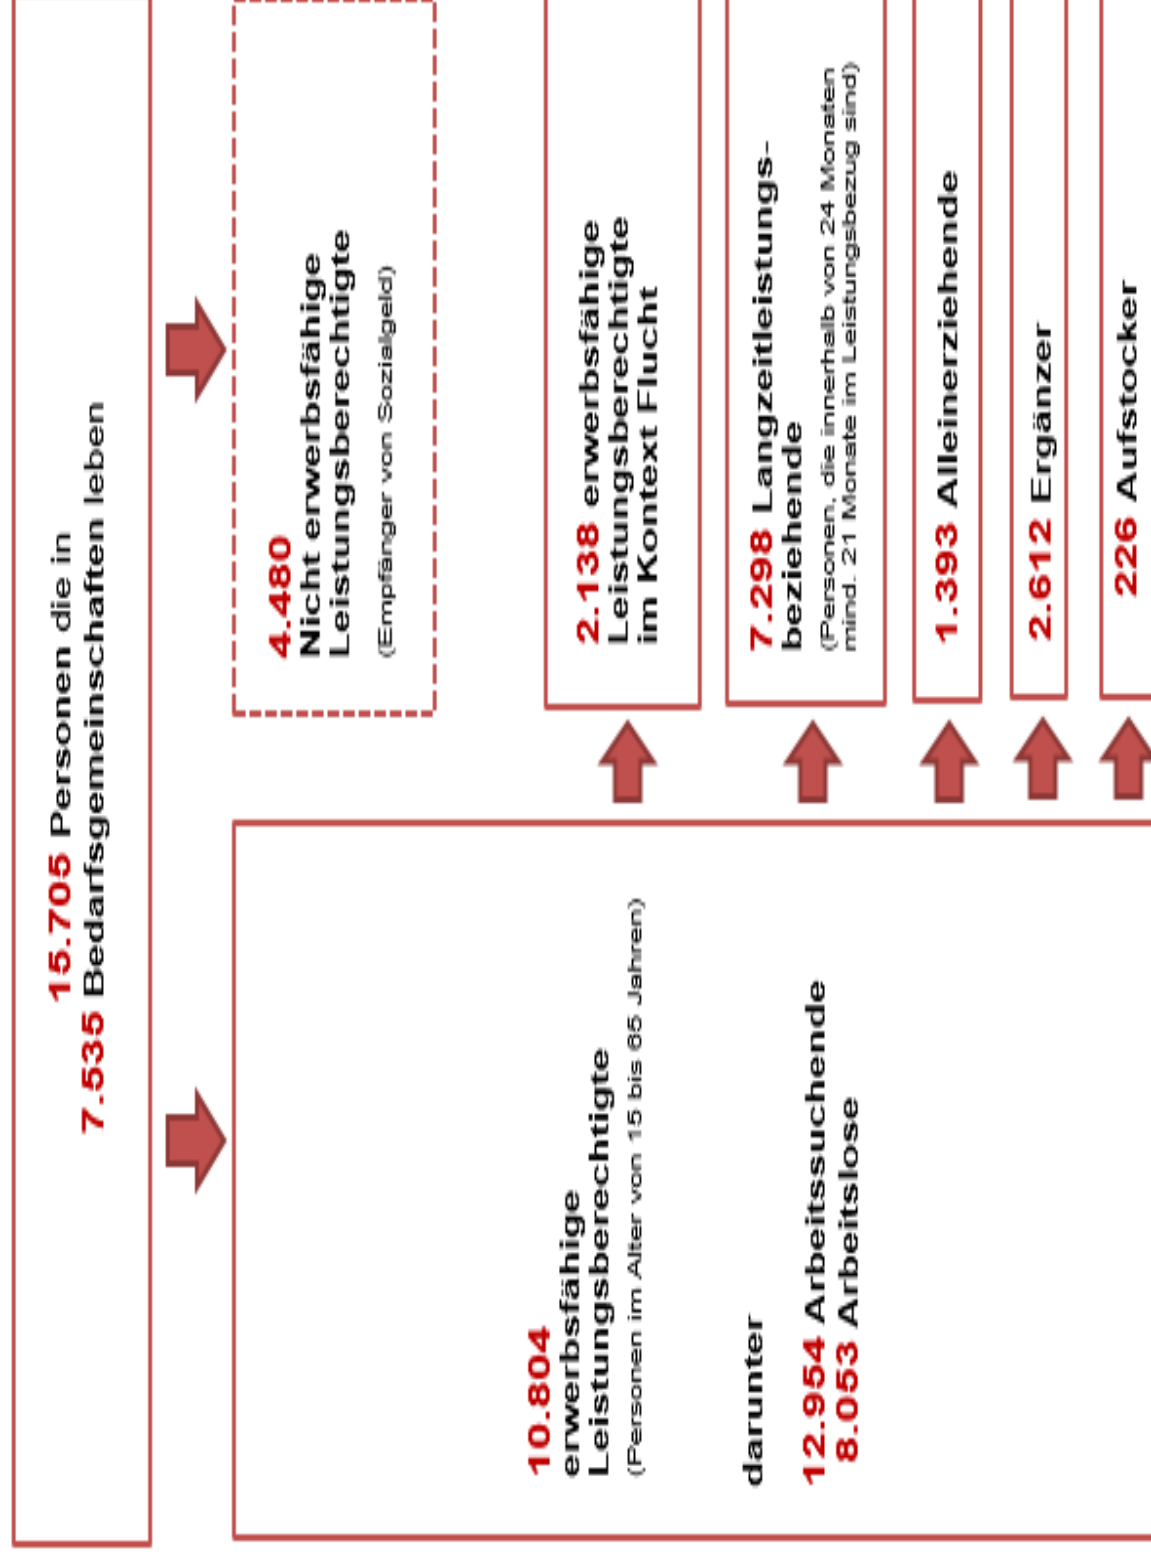 15.705 Personen die in
7.535 Bedarfsgemeinschaften leben
10.804
erwerbsfähige
Leistungsberechtigte
(Personen im Alter von 15 bis 65 Jahren)
darunter
12.954 Arbeitssuchende
8.053 Arbeitslose
4.480
Nicht erwerbsfähige
Leistungsberechtigte
(Empfänger von Sozialgeld)
2.138 erwerbsfähige
Leistungsberechtigte
im Kontext Flucht
7.298 Langzeitleistungs-
beziehende
(Personen, die innerhalb von 24 Monaten
mind. 21 Monate im Leistungsbezug sind)
1.393 Alleinerziehende
2.612 Ergänzer
226 Aufstocker